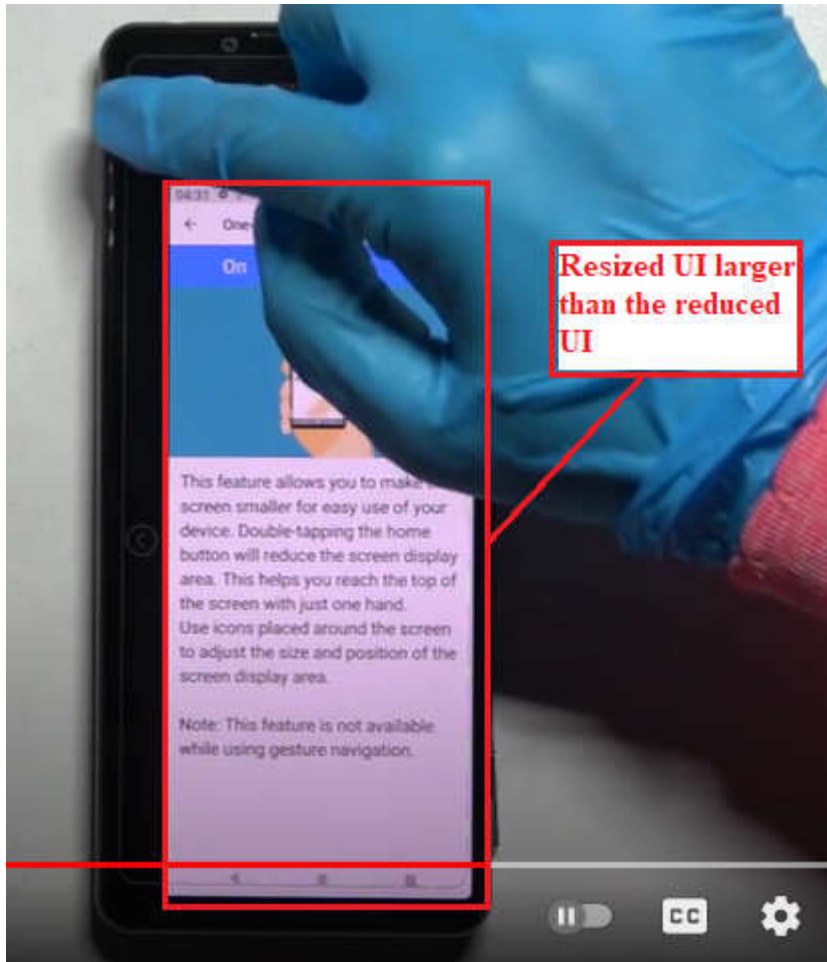 04:31
One-
On
Resized UI larger
than the reduced
UI
This feature allows you to make
screen smaller for easy use of your
device. Double-tapping the home
button will reduce the screen display
area. This helps you reach the top of
the screen with just one hand.
Use icons placed around the screen
to adjust the size and position of the
screen display area.
Note: This feature is not available
while using gesture navigation.
CC